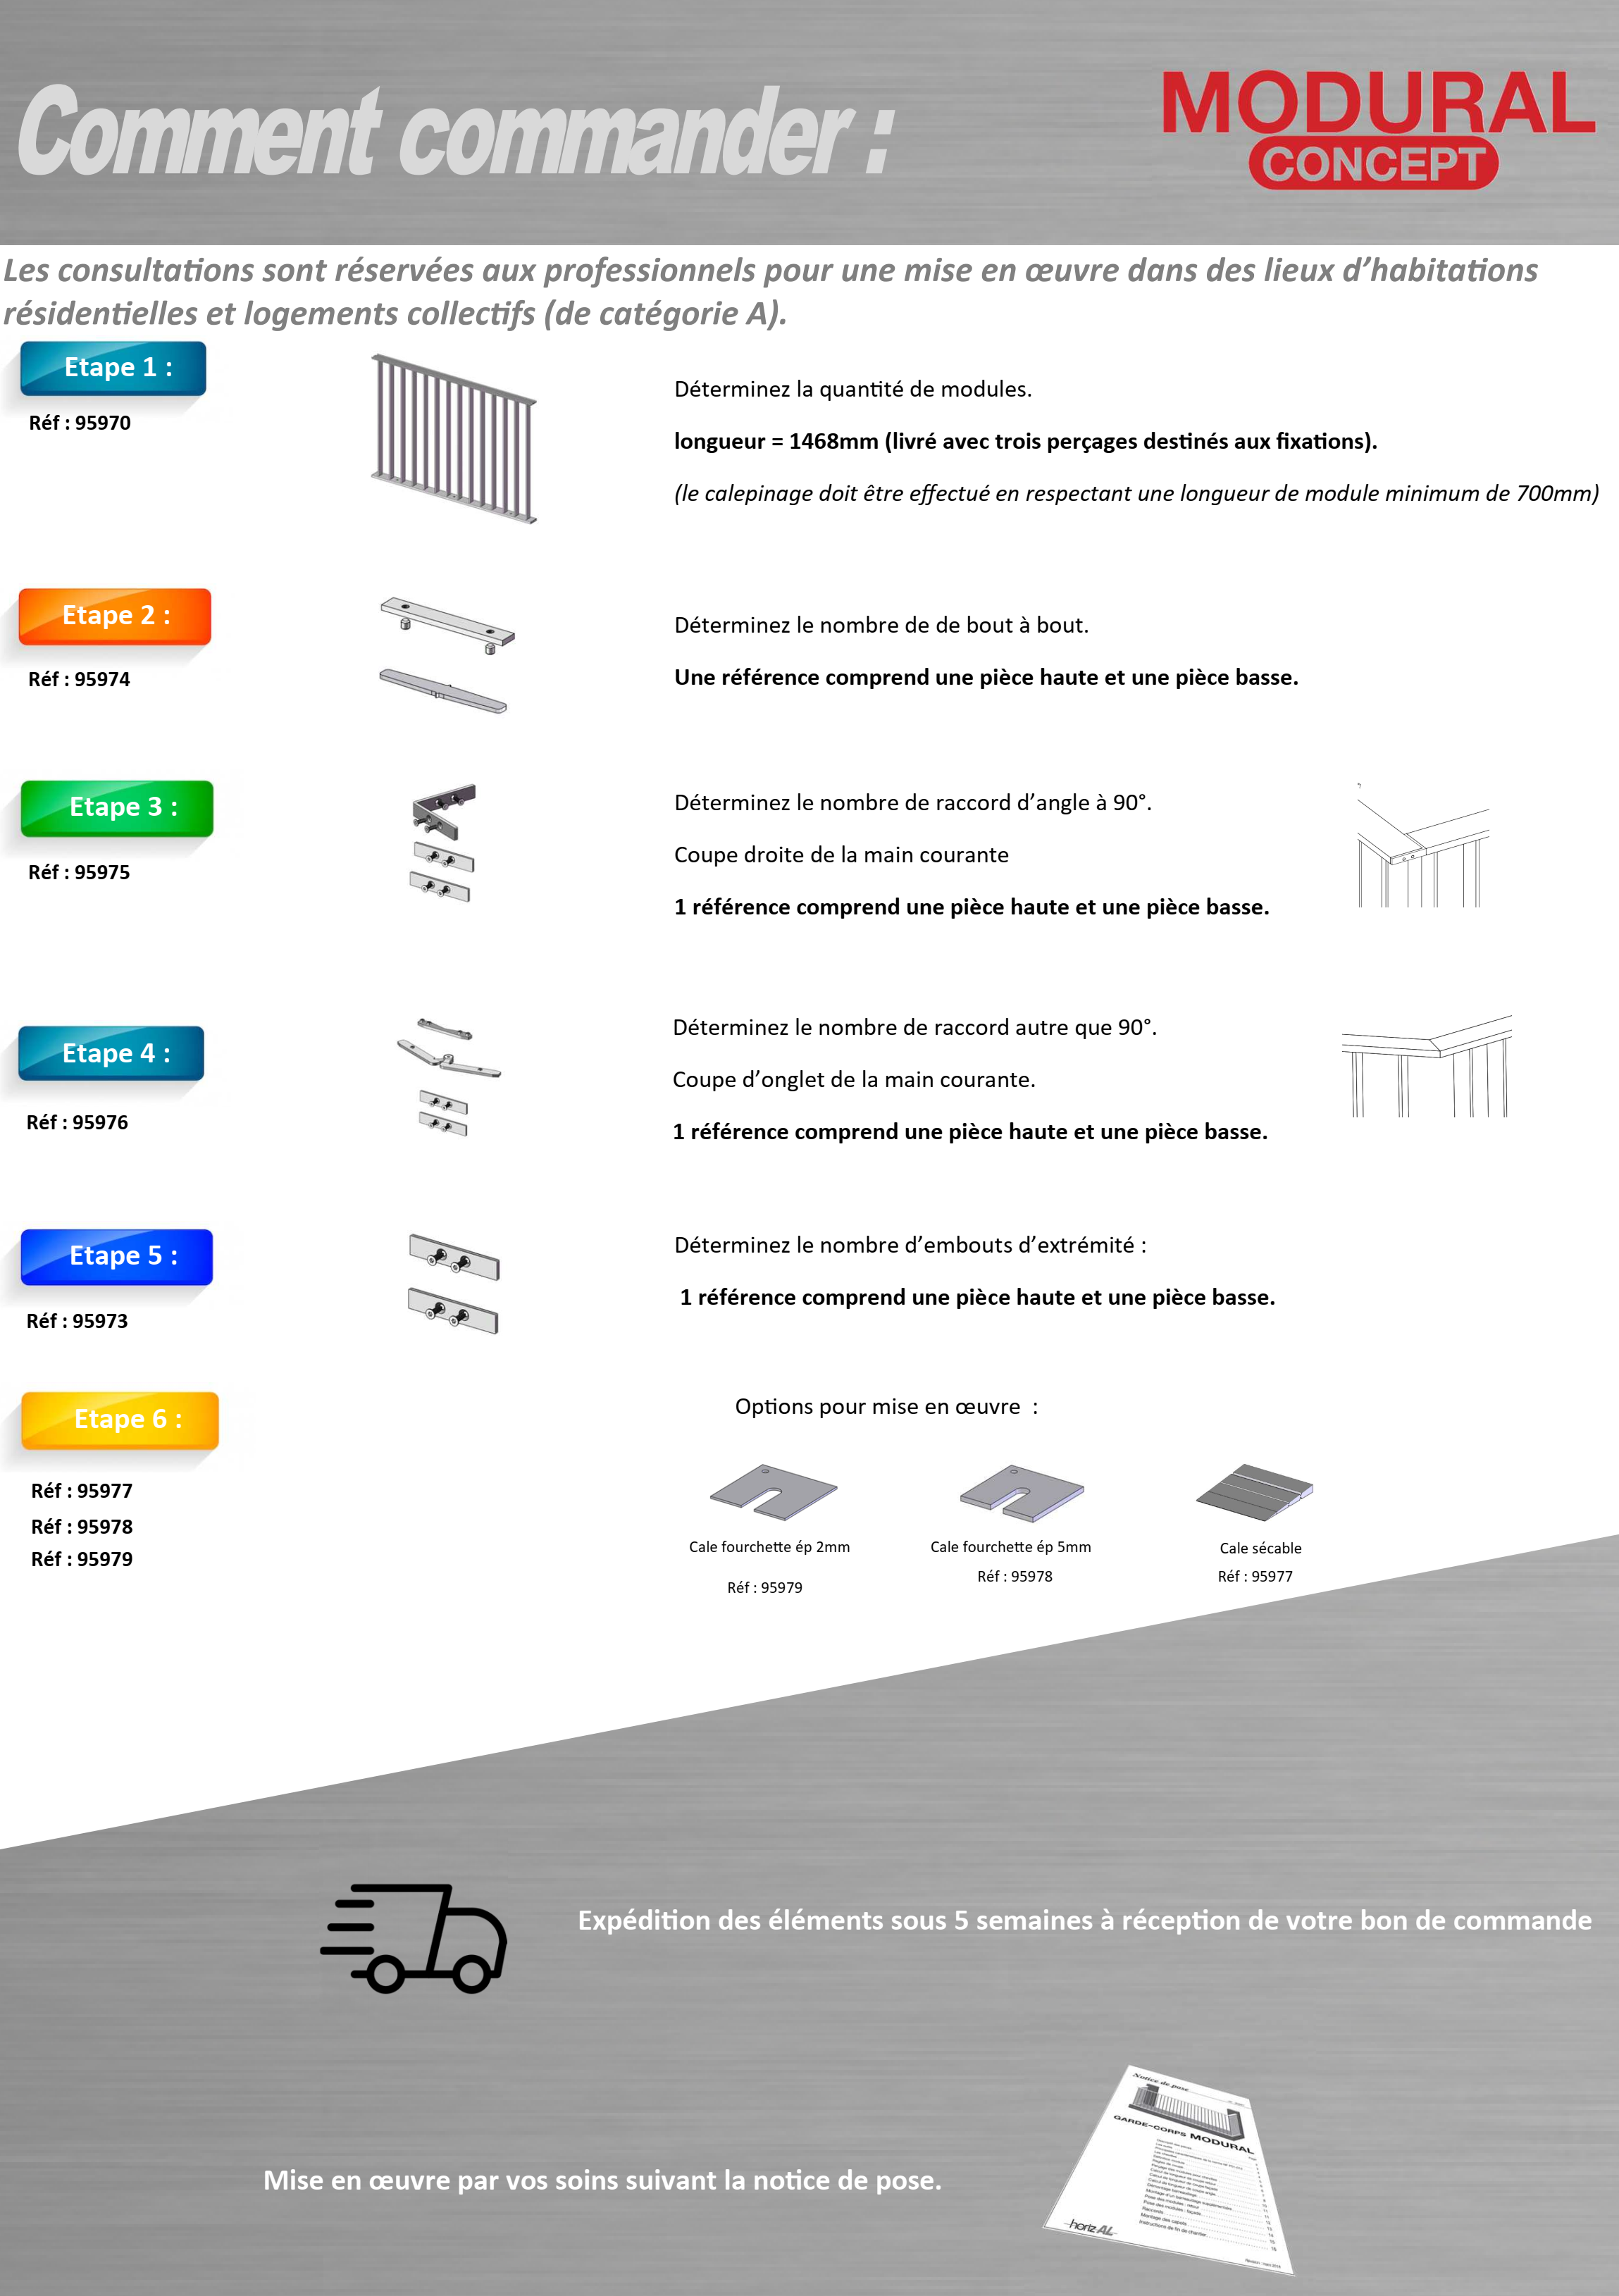 Comment commander :
MODURAL
CONCEPT
Les consultations sont réservées aux professionnels pour une mise en œuvre dans des lieux d’habitations
résidentielles et logements collectifs (de catégorie A).
Etape 1 :
Réf : 95970
Déterminez la quantité de modules.
longueur = 1468mm (livré avec trois perçages destinés aux fixations).
(le calepinage doit être effectué en respectant une longueur de module minimum de 700mm)
Etape 2 :
Réf : 95974
Déterminez le nombre de de bout à bout.
Une référence comprend une pièce haute et une pièce basse.
Etape 3 :
Réf : 95975
Déterminez le nombre de raccord d’angle à 90°.
Coupe droite de la main courante
1 référence comprend une pièce haute et une pièce basse.
Etape 4 :
Réf : 95976
Déterminez le nombre de raccord autre que 90°.
Coupe d’onglet de la main courante.
1 référence comprend une pièce haute et une pièce basse.
Etape 5 :
Réf : 95973
Déterminez le nombre d’embouts d’extrémité :
1 référence comprend une pièce haute et une pièce basse.
Etape 6 :
Réf : 95977
Réf : 95978
Réf : 95979
Options pour mise en œuvre :
Cale fourchette ép 2mm
Réf : 95979
Cale fourchette ép 5mm
Réf : 95978
Cale sécable
Réf : 95977
Expédition des éléments sous 5 semaines à réception de votre bon de commande
Mise en œuvre par vos soins suivant la notice de pose.
Notice de pose
GARDE-CORPS MODURAL
Montage des capots
Instructions de fin de chantier
horizAL